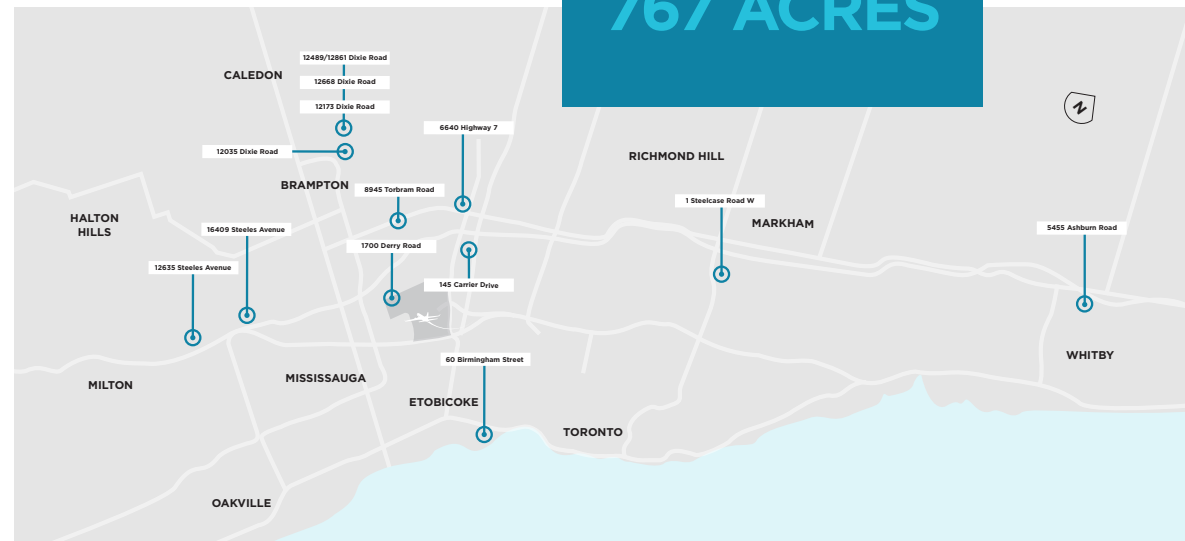 767 ACRES
12489/12861 Dixie Road
CALEDON
12668 Dixie Road
12173 Dixie Road
N
6640 Highway 7
12035 Dixie Road
RICHMOND HILL
BRAMPTON
8945 Torbram Road
1 Steelcase Road W
HALTON
HILLS
MARKHAM
16409 Steeles Avenue
5455 Ashburn Road
1700 Derry Road
12635 Steeles Avenue
145 Carrier Drive
WHITBY
60 Birmingham Street
MISSISSAUGA
MILTON
ETOBICOKE
TORONTO
OAKVILLE